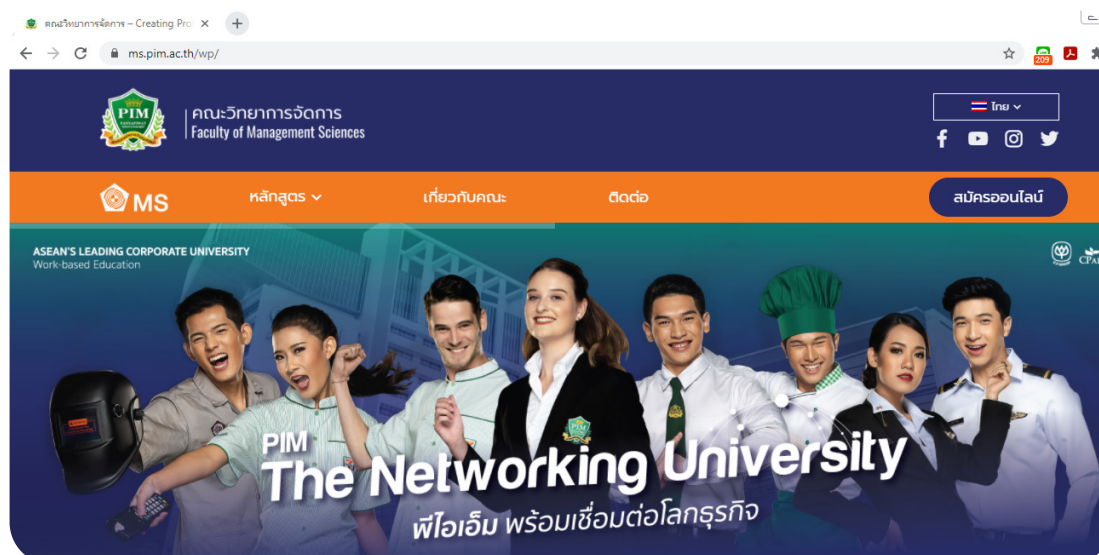 คณะวิทยาการจัดการ – Creating Pro
ms.pim.ac.th/wp/
209
PIM
คณะวิทยาการจัดการ
Faculty of Management Sciences
ไทย
MS
หลักสูตร
เกี่ยวกับคณะ
ติดต่อ
สมัครออนไลน์
ASEAN'S LEADING CORPORATE UNIVERSITY
Work-based Education
PIM
The Networking University
พีไอเอ็ม พร้อมเชื่อมต่อโลกธุรกิจ